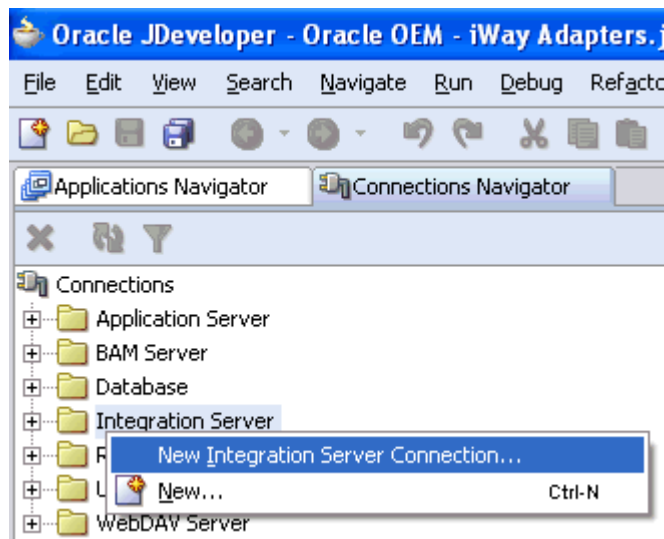 Oracle JDeveloper - Oracle OEM - iWay Adapters.j
File Edit View Search Navigate Run Debug Refacto
Applications Navigator Connections Navigator
Connections
Application Server
BAM Server
Database
Integration Server
R New Integration Server Connection...
U New... Ctrl-N
WebDAV Server